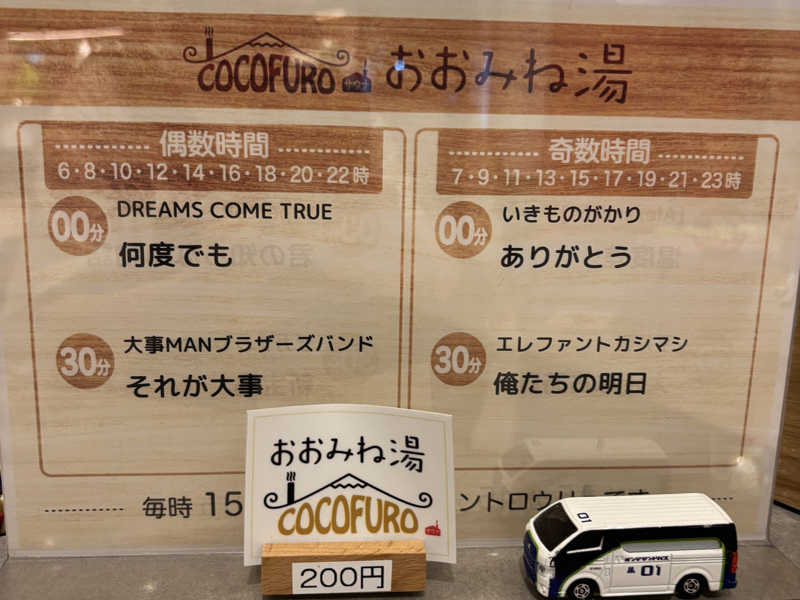 COCOFURO おおみね湯
偶数時間
6・8・10・12・14・16・18・20・22時
00分
DREAMS COME TRUE
何度でも
30分
大事MANブラザーズバンド
それが大事
奇数時間
7・9・11・13・15・17・19・21・23時
00分
いきものがかり
ありがとう
30分
エレファントカシマシ
俺たちの明日
毎時 15
ントロウリュです
おおみね湯
COCOFURO
200円
01
01